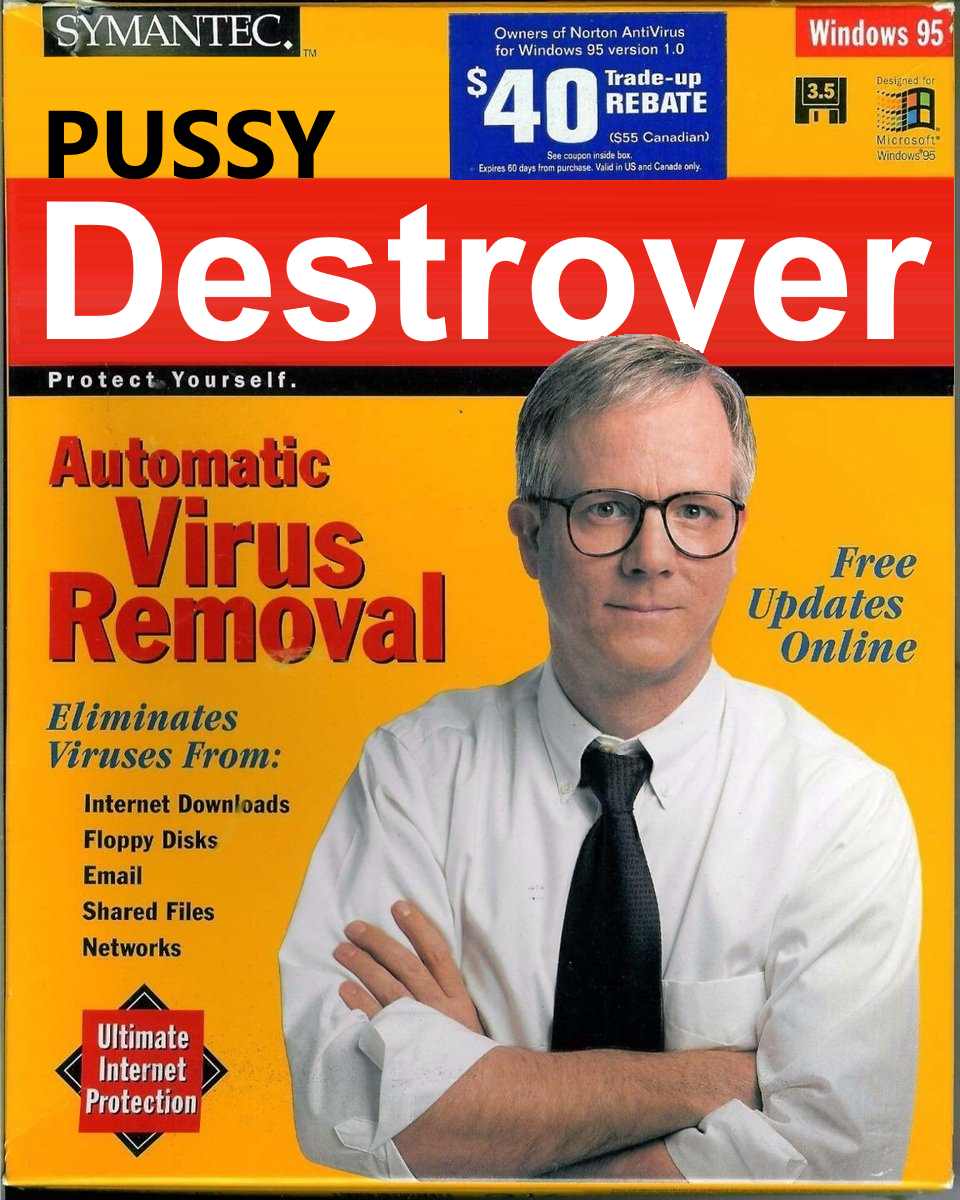 SYMANTEC.™
Owners of Norton AntiVirus
for Windows 95 version 1.0
$40 Trade-up
REBATE
($55 Canadian)
See coupon inside box.
Expires 60 days from purchase. Valid in US and Canada only.
Windows 95
3.5
Designed for
Microsoft®
Windows®95
PUSSY
Destroyer
Protect Yourself.
Automatic
Virus
Removal
Free
Updates
Online
Eliminates
Viruses From:
Internet Downloads
Floppy Disks
Email
Shared Files
Networks
Ultimate
Internet
Protection